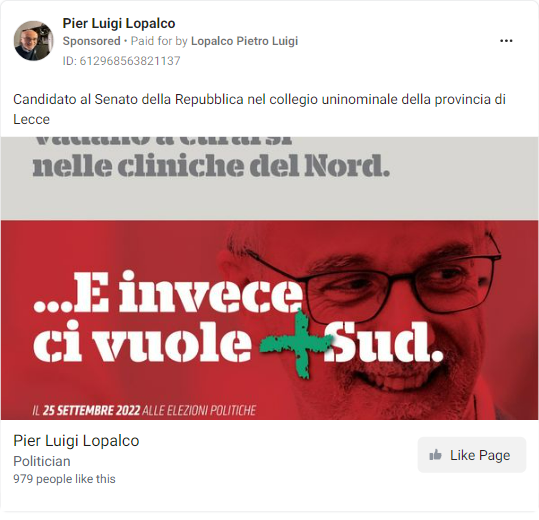 Pier Luigi Lopalco
Sponsored • Paid for by Lopalco Pietro Luigi
ID: 612968563821137
Candidato al Senato della Repubblica nel collegio uninominale della provincia di
Lecce
vadano a curarsi
nelle cliniche del Nord.
...E invece
ci vuole +Sud.
IL 25 SETTEMBRE 2022 ALLE ELEZIONI POLITICHE
Pier Luigi Lopalco
Politician
979 people like this
Like Page